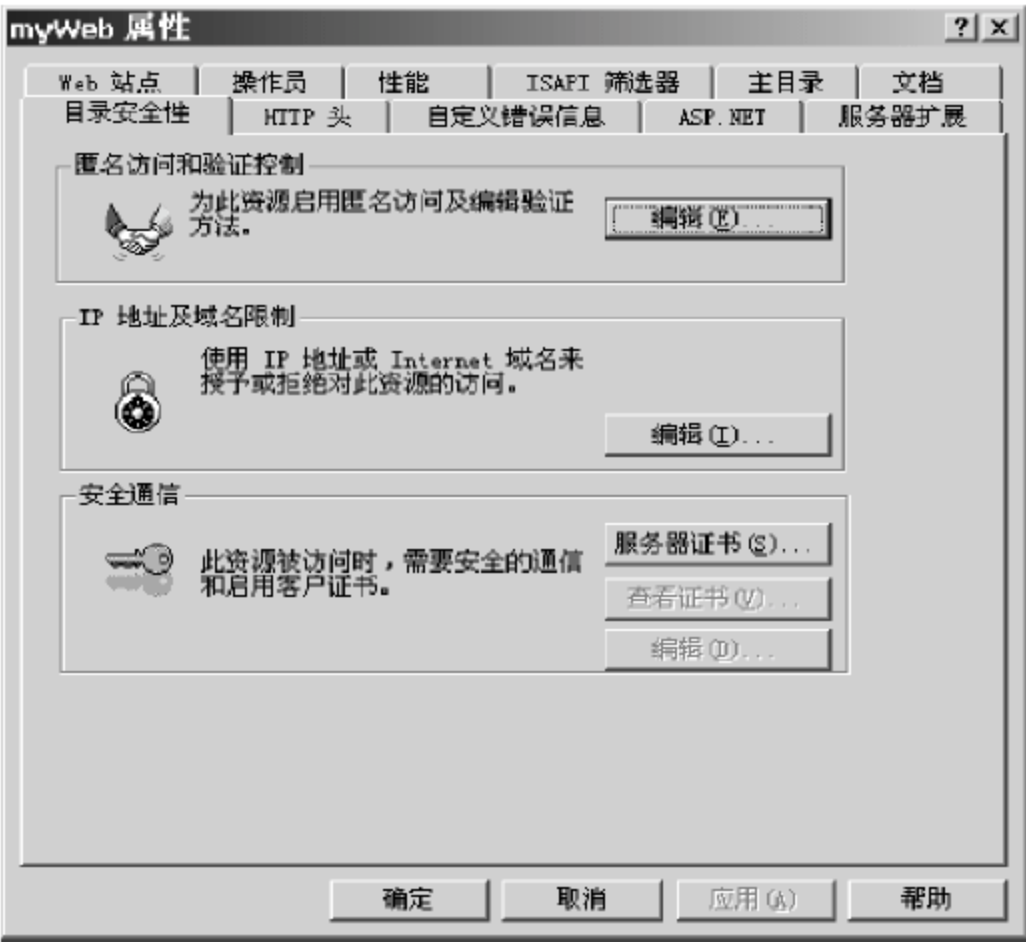 myWeb 属性
Web 站点 操作员 性能 ISAPI 筛选器 主目录 文档
目录安全性 HTTP 头 自定义错误信息 ASP.NET 服务器扩展
匿名访问和验证控制
为此资源启用匿名访问及编辑验证
方法。
编辑(E)...
IP 地址及域名限制
使用 IP 地址或 Internet 域名来
授予或拒绝对此资源的访问。
编辑(I)...
安全通信
此资源被访问时，需要安全的通信
和启用客户证书。
服务器证书(S)...
查看证书(V)...
编辑(D)...
确定 取消 应用(A) 帮助